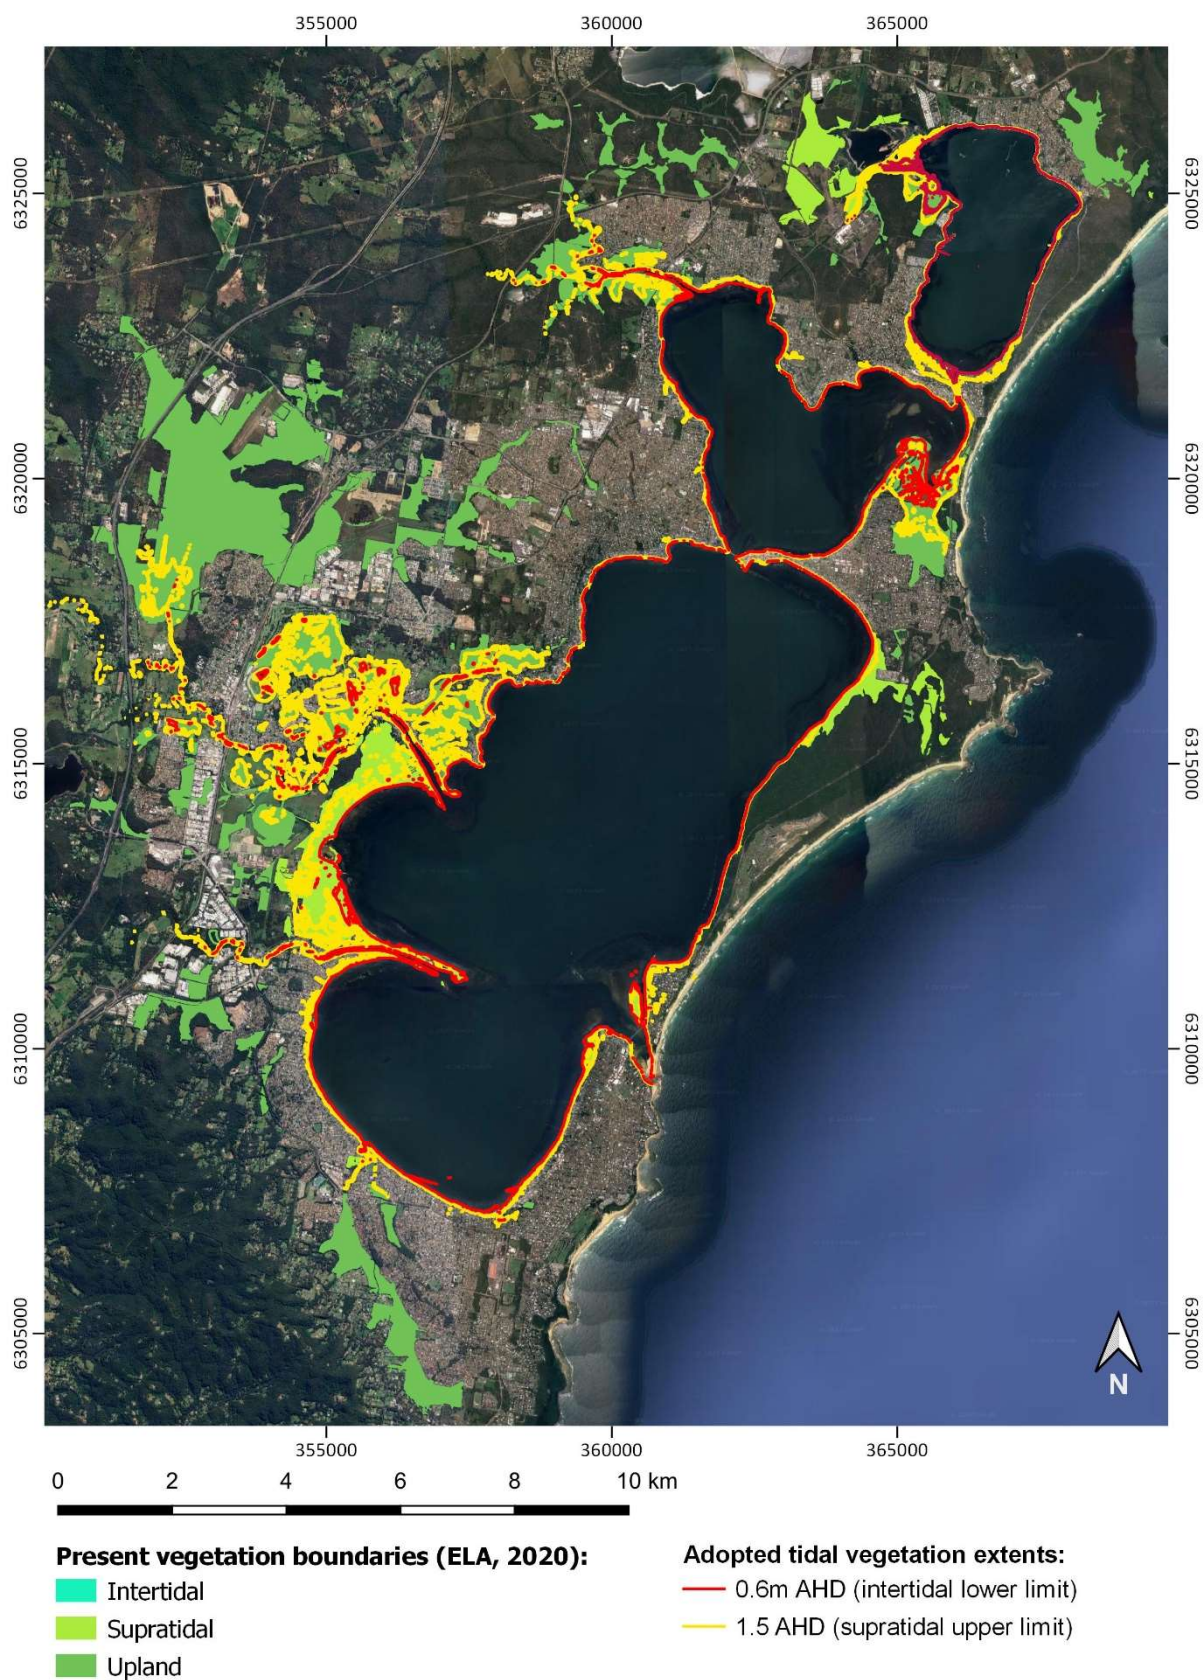 355000 360000 365000
6325000 6325000
6320000 6320000
6315000 6315000
6310000 6310000
6305000 6305000
N
355000 360000 365000
0 2 4 6 8 10 km
Present vegetation boundaries (ELA, 2020):
Intertidal
Supratidal
Upland
Adopted tidal vegetation extents:
0.6m AHD (intertidal lower limit)
1.5 AHD (supratidal upper limit)